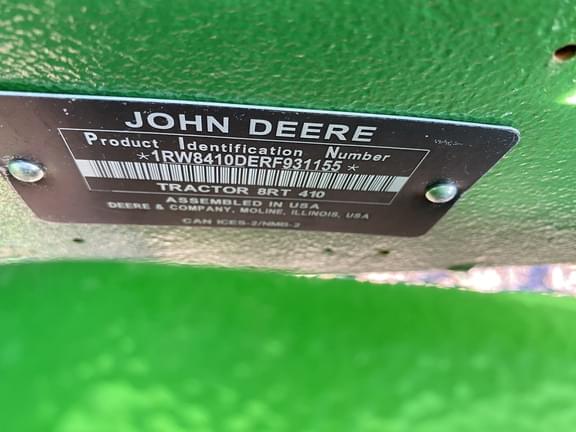 JOHN DEERE
Product Identification Number
*1RW8410DERF931155*
TRACTOR 8RT 410
ASSEMBLED IN USA
DEERE & COMPANY, MOLINE, ILLINOIS, USA
CAN ICES-2/NMB-2